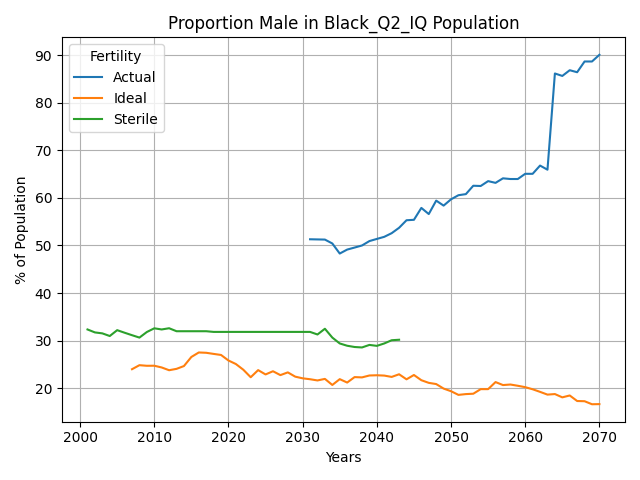 Proportion Male in Black_Q2_IQ Population
Fertility
Actual
Ideal
Sterile
% of Population
90
80
70
60
50
40
30
20
2000 2010 2020 2030 2040 2050 2060 2070
Years